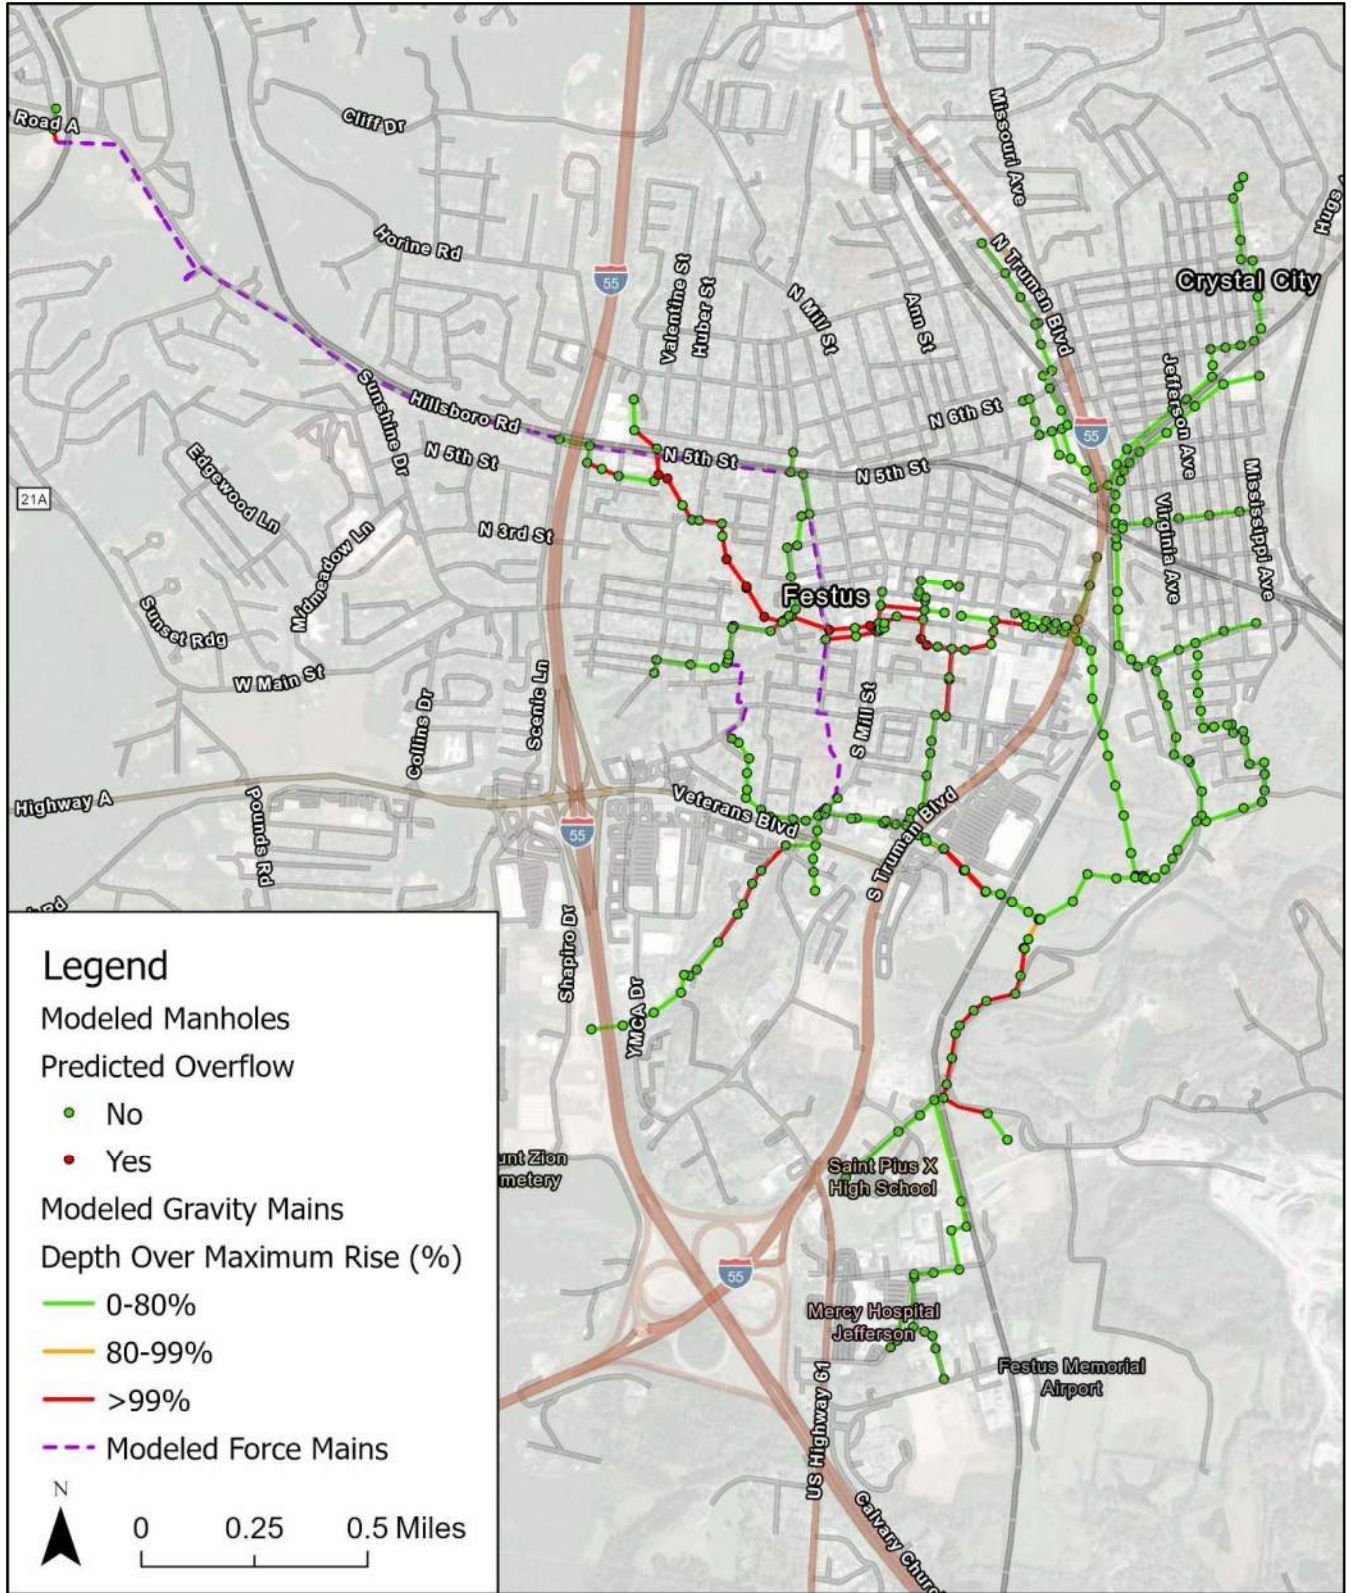 Road A
Cliff Dr
Missouri Ave
Horine Rd
55
Valentine St
Huber St
N Mill St
Ann St
N Truman Blvd
Crystal City
Sunshine Dr
Hillsboro Rd
N 6th St
Jefferson Ave
55
N 5th St
N 5th St
N 5th St
Mississippi Ave
Edgewood Ln
21A
Midmeadow Ln
N 3rd St
Virginia Ave
Festus
Sunset Rdg
W Main St
Collins Dr
Scenic Ln
S Mill St
Highway A
Pounds Rd
Veterans Blvd
55
S Truman Blvd
Rd
Shapiro Dr
YMCA Dr
Saint Pius X
High School
55
Mercy Hospital
Jefferson
Festus Memorial
Airport
US Highway 61
Legend
Modeled Manholes
Predicted Overflow
No
Yes
Modeled Gravity Mains
Depth Over Maximum Rise (%)
0-80%
80-99%
>99%
Modeled Force Mains
N
0 0.25 0.5 Miles